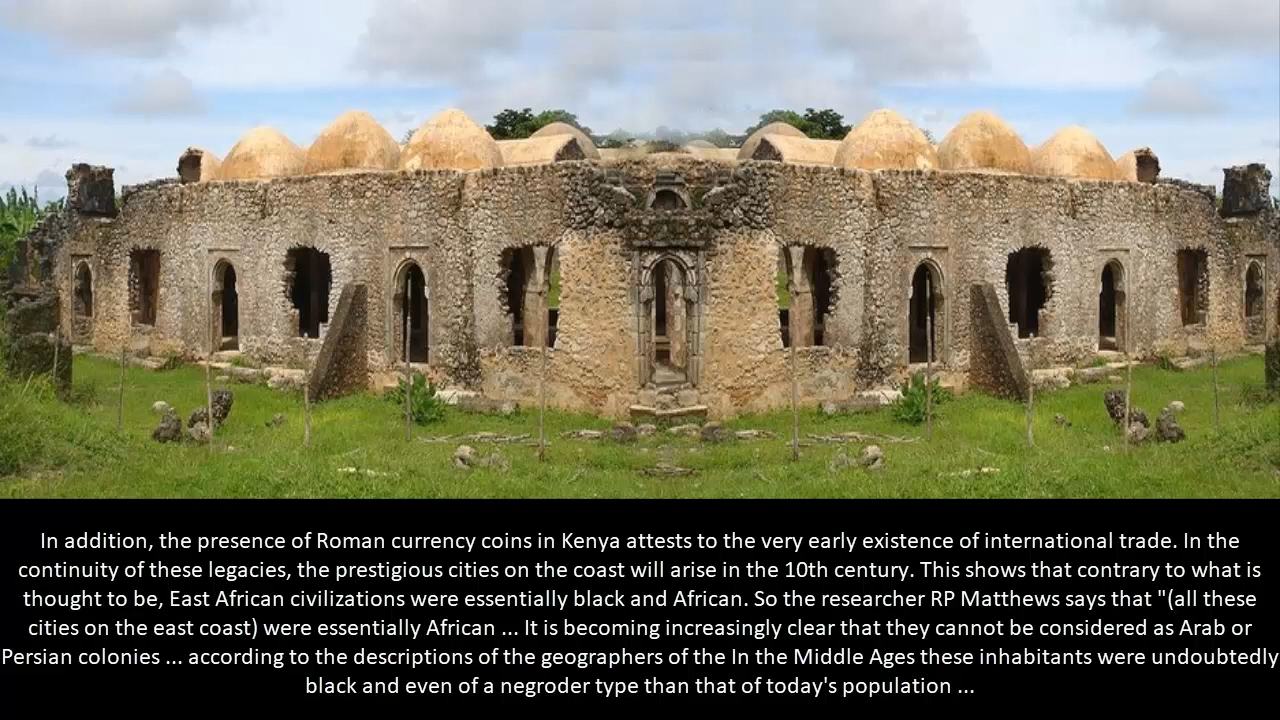 In addition, the presence of Roman currency coins in Kenya attests to the very early existence of international trade. In the
continuity of these legacies, the prestigious cities on the coast will arise in the 10th century. This shows that contrary to what is
thought to be, East African civilizations were essentially black and African. So the researcher RP Matthews says that "(all these
cities on the east coast) were essentially African ... It is becoming increasingly clear that they cannot be considered as Arab or
Persian colonies ... according to the descriptions of the geographers of the In the Middle Ages these inhabitants were undoubtedly
black and even of a negroder type than that of today's population ...